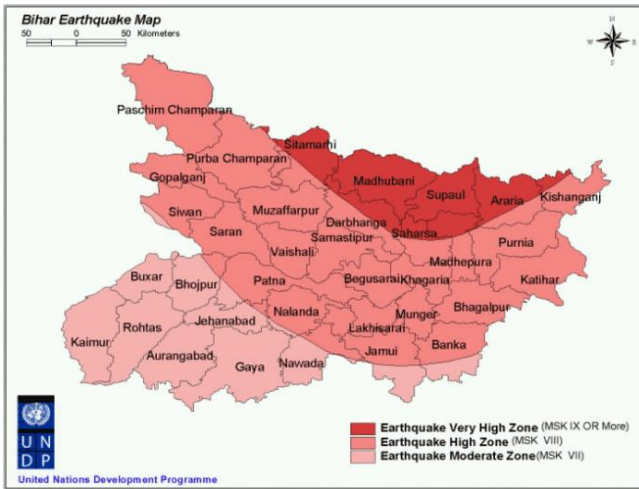 Bihar Earthquake Map
50 0 50 Kilometers
N
W E
S
Paschim Champaran
Sitamarhi
Purba Champaran
Gopalganj
Madhubani
Supaul
Araria
Kishanganj
Siwan
Muzaffarpur
Darbhanga
Saran
Samastipur
Saharsa
Purnia
Vaishali
Madhepura
Buxar
Bhojpur
Patna
Begusarai
Khagaria
Katihar
Jehanabad
Nalanda
Munger
Bhagalpur
Kaimur
Rohtas
Lakhisarai
Aurangabad
Gaya
Nawada
Jamui
Banka
Earthquake Very High Zone (MSK IX OR More)
Earthquake High Zone (MSK VIII)
Earthquake Moderate Zone(MSK VII)
U N
D P
United Nations Development Programme